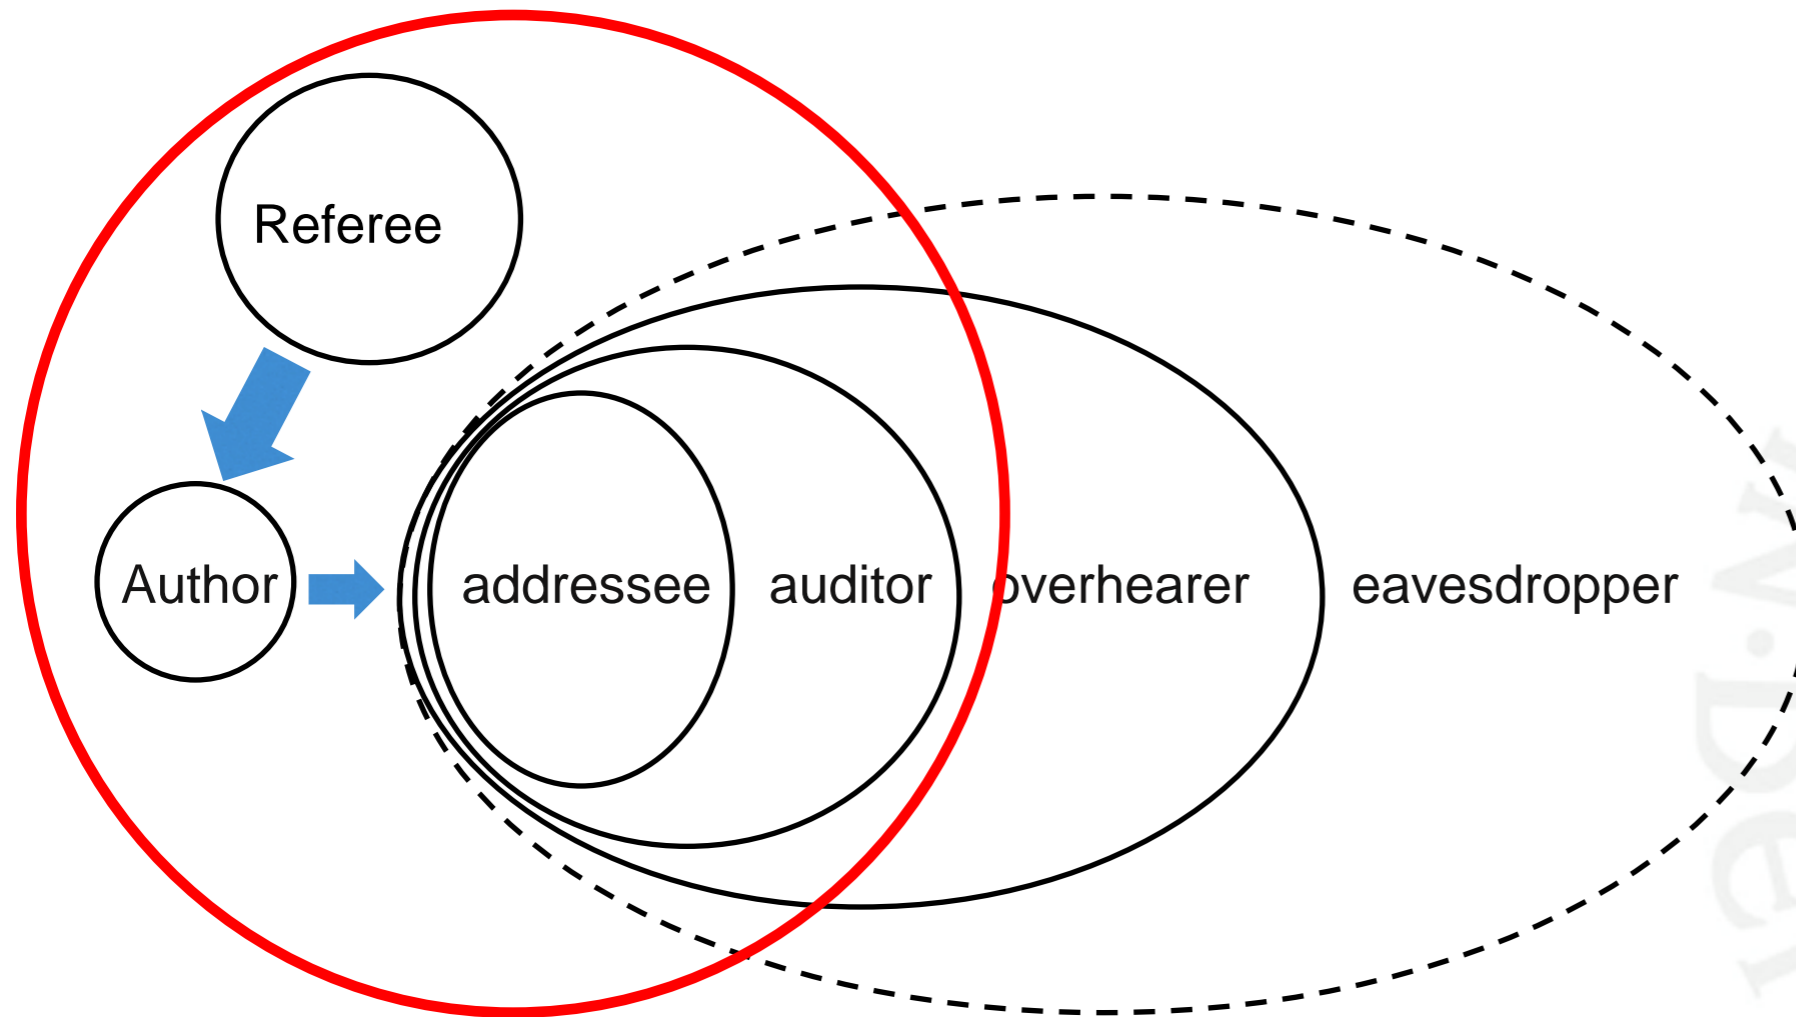 Referee
Author
addressee
auditor
overhearer
eavesdropper